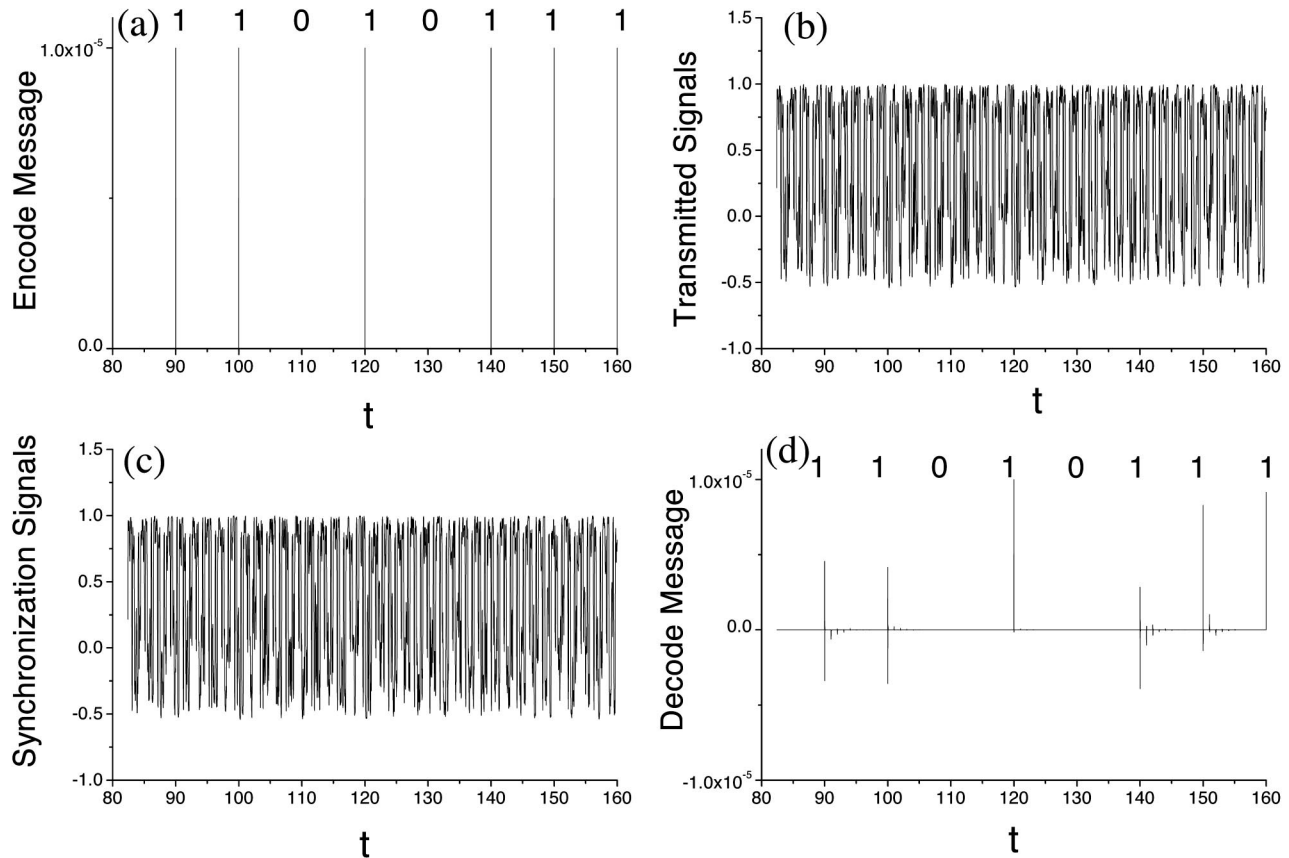 (a) 1 1 0 1 0 1 1 1
1.0x10⁻⁵
0.0
Encode Message
80 90 100 110 120 130 140 150 160
t
(b)
1.5
1.0
0.5
0.0
-0.5
-1.0
Transmitted Signals
80 90 100 110 120 130 140 150 160
t
(c)
1.5
1.0
0.5
0.0
-0.5
-1.0
Synchronization Signals
80 90 100 110 120 130 140 150 160
t
(d) 1 1 0 1 0 1 1 1
1.0x10⁻⁵
0.0
-1.0x10⁻⁵
Decode Message
80 90 100 110 120 130 140 150 160
t